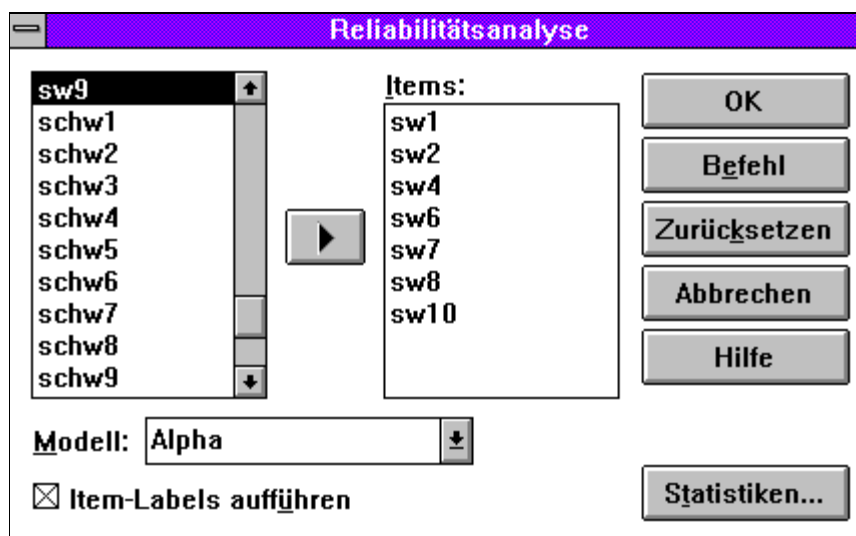 Reliabilitätsanalyse
sw9
schw1
schw2
schw3
schw4
schw5
schw6
schw7
schw8
schw9
Items:
sw1
sw2
sw4
sw6
sw7
sw8
sw10
OK
Befehl
Zurücksetzen
Abbrechen
Hilfe
Modell: Alpha
Item-Labels aufführen
Statistiken...